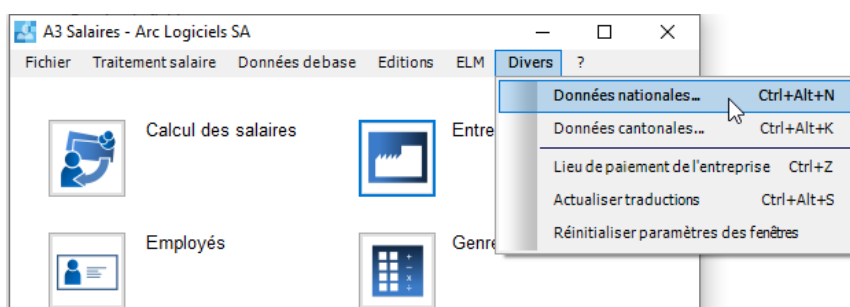 A3 Salaires - Arc Logiciels SA
Fichier Traitement salaire Données de base Editions ELM Divers ?
Données nationales... Ctrl+Alt+N
Calcul des salaires
Entre
Données cantonales... Ctrl+Alt+K
Lieu de paiement de l'entreprise Ctrl+Z
Actualiser traductions Ctrl+Alt+S
Employés
Genre
Réinitialiser paramètres des fenêtres